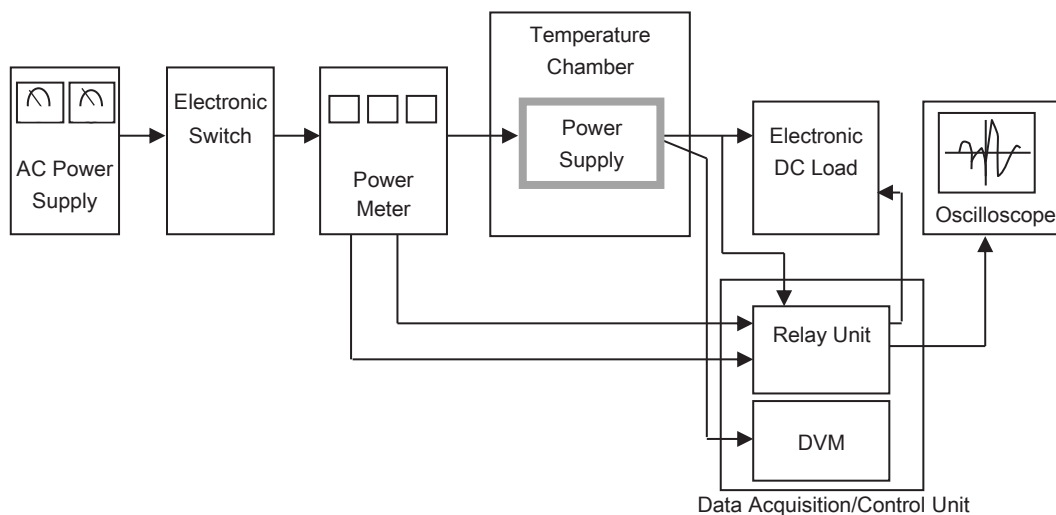 AC Power
Supply
Electronic
Switch
Power
Meter
Temperature
Chamber
Power
Supply
Electronic
DC Load
Oscilloscope
Relay Unit
DVM
Data Acquisition/Control Unit